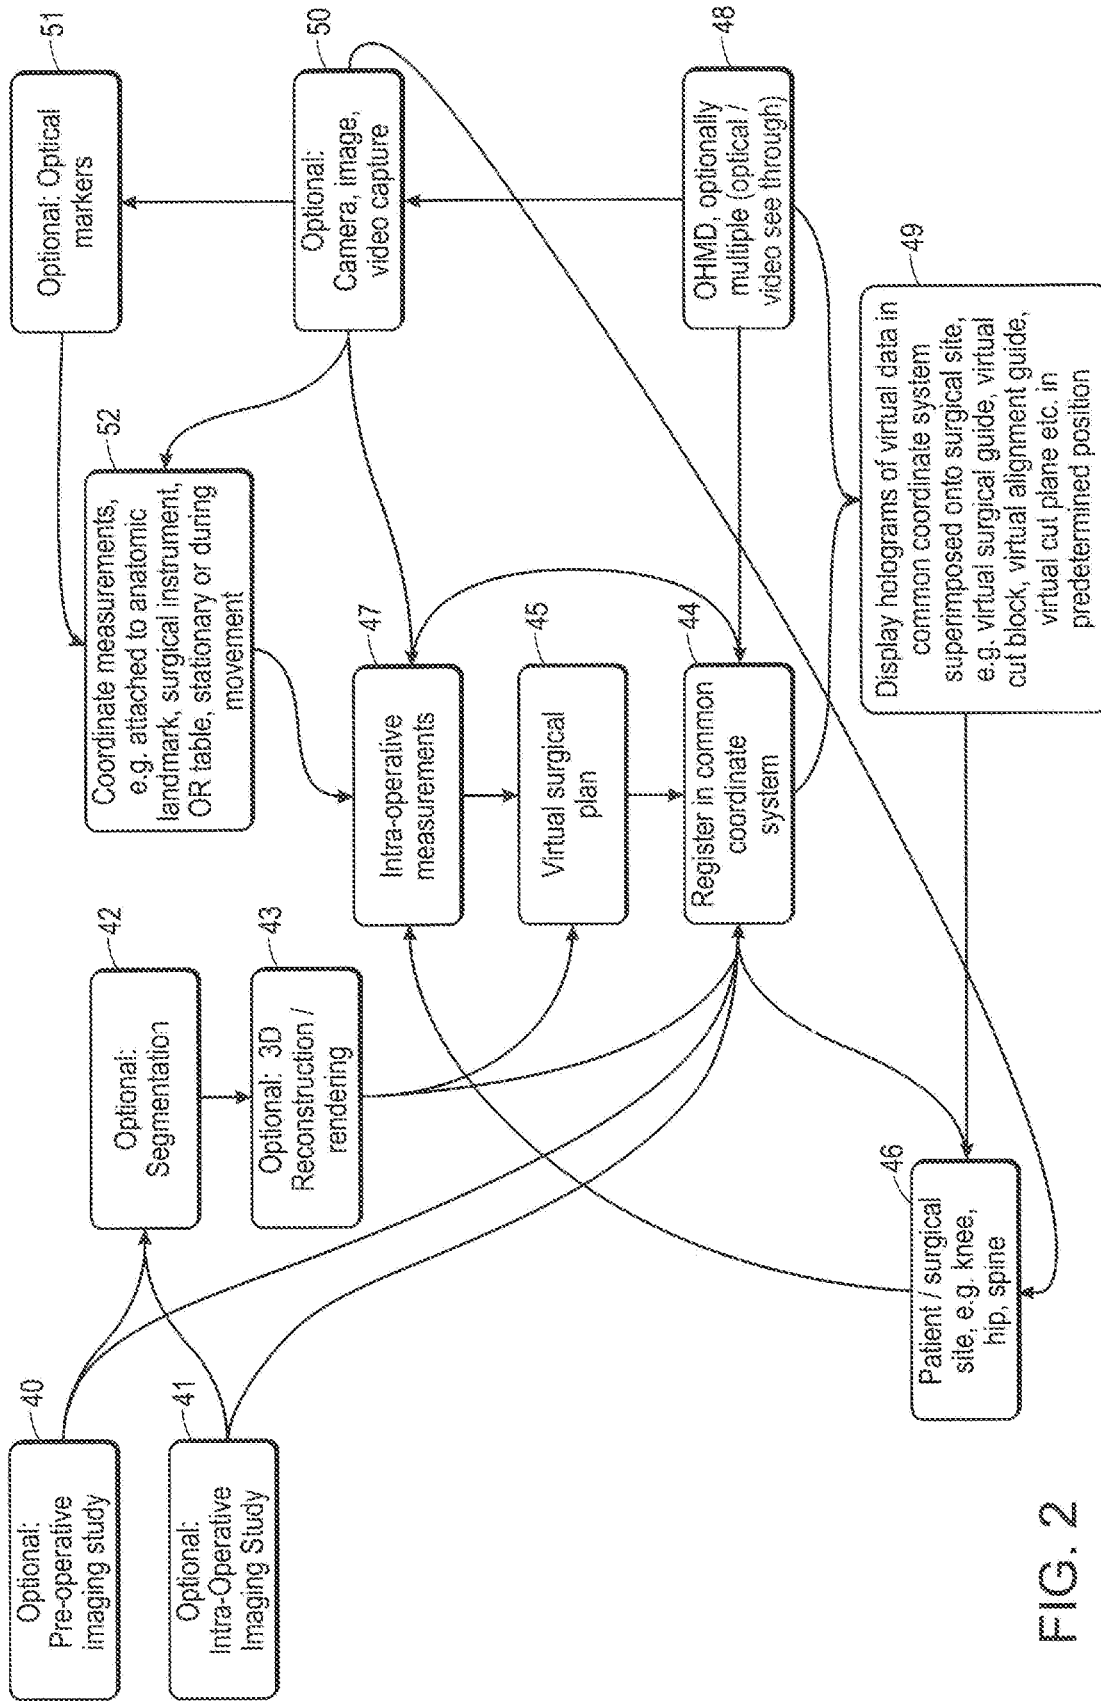 40
Optional:
Pre-operative
imaging study
41
Optional:
Intra-Operative
Imaging Study
42
Optional:
Segmentation
43
Optional: 3D
Reconstruction /
rendering
52
Coordinate measurements,
e.g. attached to anatomic
landmark, surgical instrument,
OR table, stationary or during
movement
51
Optional: Optical
markers
50
Optional:
Camera, image,
video capture
47
Intra-operative
measurements
45
Virtual surgical
plan
44
Register in common
coordinate
system
48
OHMD, optionally
multiple (optical /
video see through)
46
Patient / surgical
site, e.g. knee,
hip, spine
49
Display holograms of virtual data in
common coordinate system
superimposed onto surgical site,
e.g. virtual surgical guide, virtual
cut block, virtual alignment guide,
virtual cut plane etc. in
predetermined position
FIG. 2